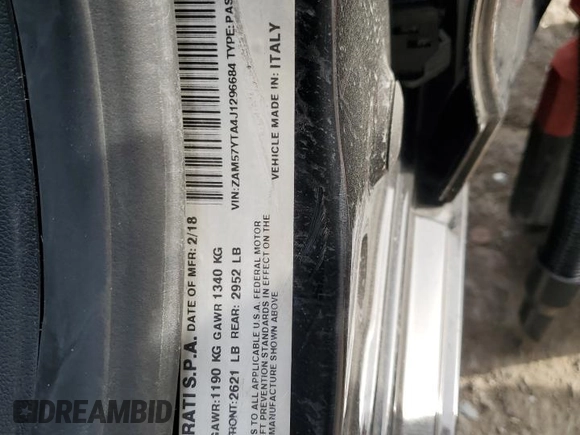 RATI S.P.A. DATE OF MFR: 2/18
GAWR:1190 KG GAWR 1340 KG
FRONT:2621 LB REAR: 2952 LB
S TO ALL APPLICABLE U.S.A. FEDERAL MOTOR
FT PREVENTION STANDARDS IN EFFECT ON THE
MANUFACTURE SHOWN ABOVE
VIN:ZAM57YTA4J1296684 TYPE:PAS
VEHICLE MADE IN: ITALY
DREAMBID